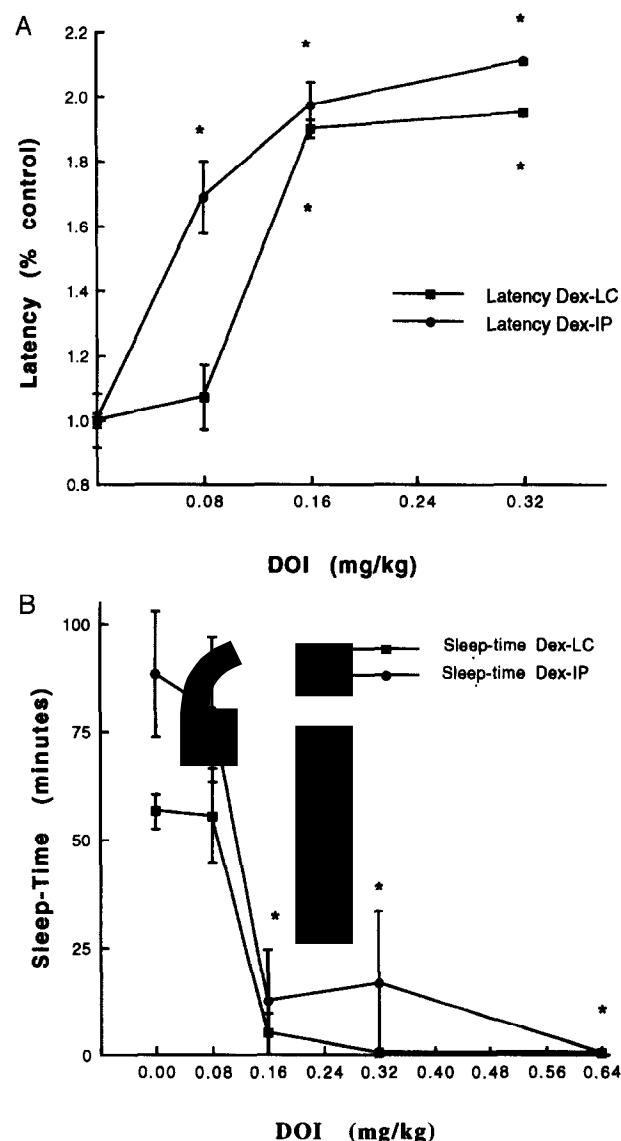 A
2.2
2.0
1.8
1.6
1.4
1.2
1.0
0.8
Latency (% control)
* * *
* *
Latency Dex-LC
Latency Dex-IP
0.08 0.16 0.24 0.32
DOI (mg/kg)
B
100
75
50
25
0
Sleep-Time (minutes)
Sleep-time Dex-LC
Sleep-time Dex-IP
* * * *
0.00 0.08 0.16 0.24 0.32 0.40 0.48 0.56 0.64
DOI (mg/kg)